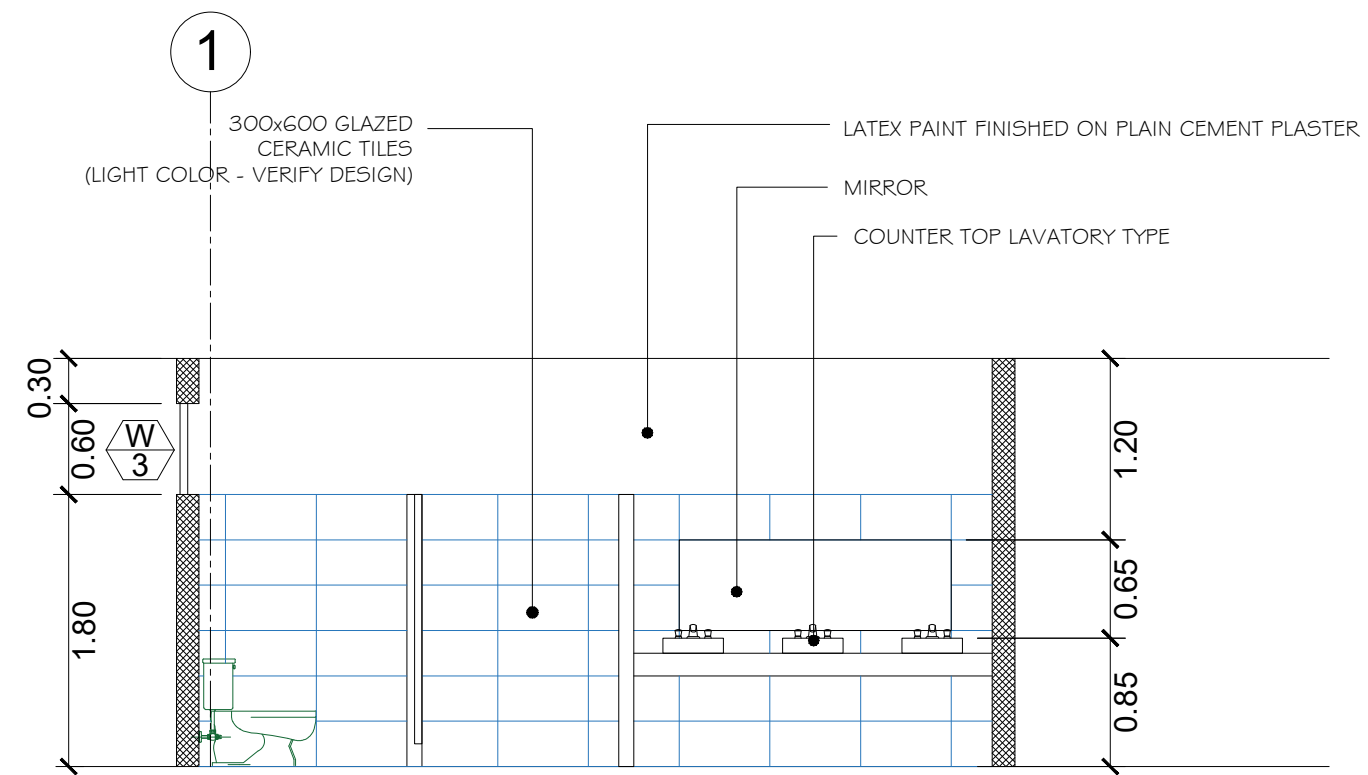 1
300x600 GLAZED
CERAMIC TILES
(LIGHT COLOR - VERIFY DESIGN)
LATEX PAINT FINISHED ON PLAIN CEMENT PLASTER
MIRROR
COUNTER TOP LAVATORY TYPE
0.30
0.60
W
3
1.80
1.20
0.65
0.85